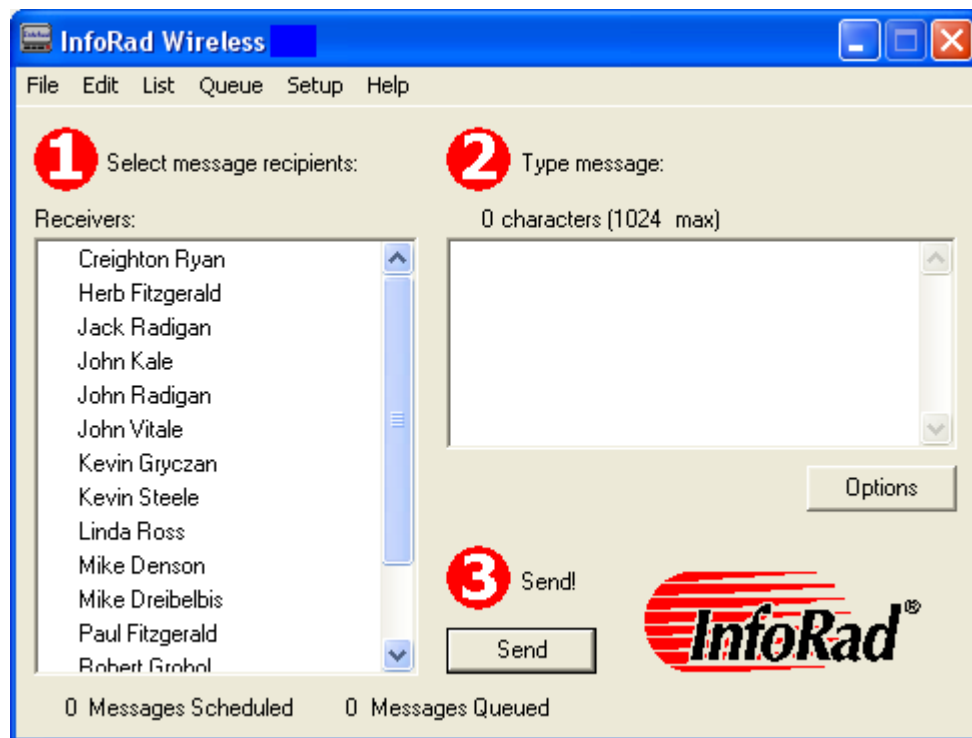 InfoRad Wireless
File Edit List Queue Setup Help
1 Select message recipients:
Receivers:
Creighton Ryan
Herb Fitzgerald
Jack Radigan
John Kale
John Radigan
John Vitale
Kevin Gryczan
Kevin Steele
Linda Ross
Mike Denson
Mike Dreibelbis
Paul Fitzgerald
Robert Grohol
2 Type message:
0 characters (1024 max)
Options
3 Send!
Send
InfoRad®
0 Messages Scheduled 0 Messages Queued